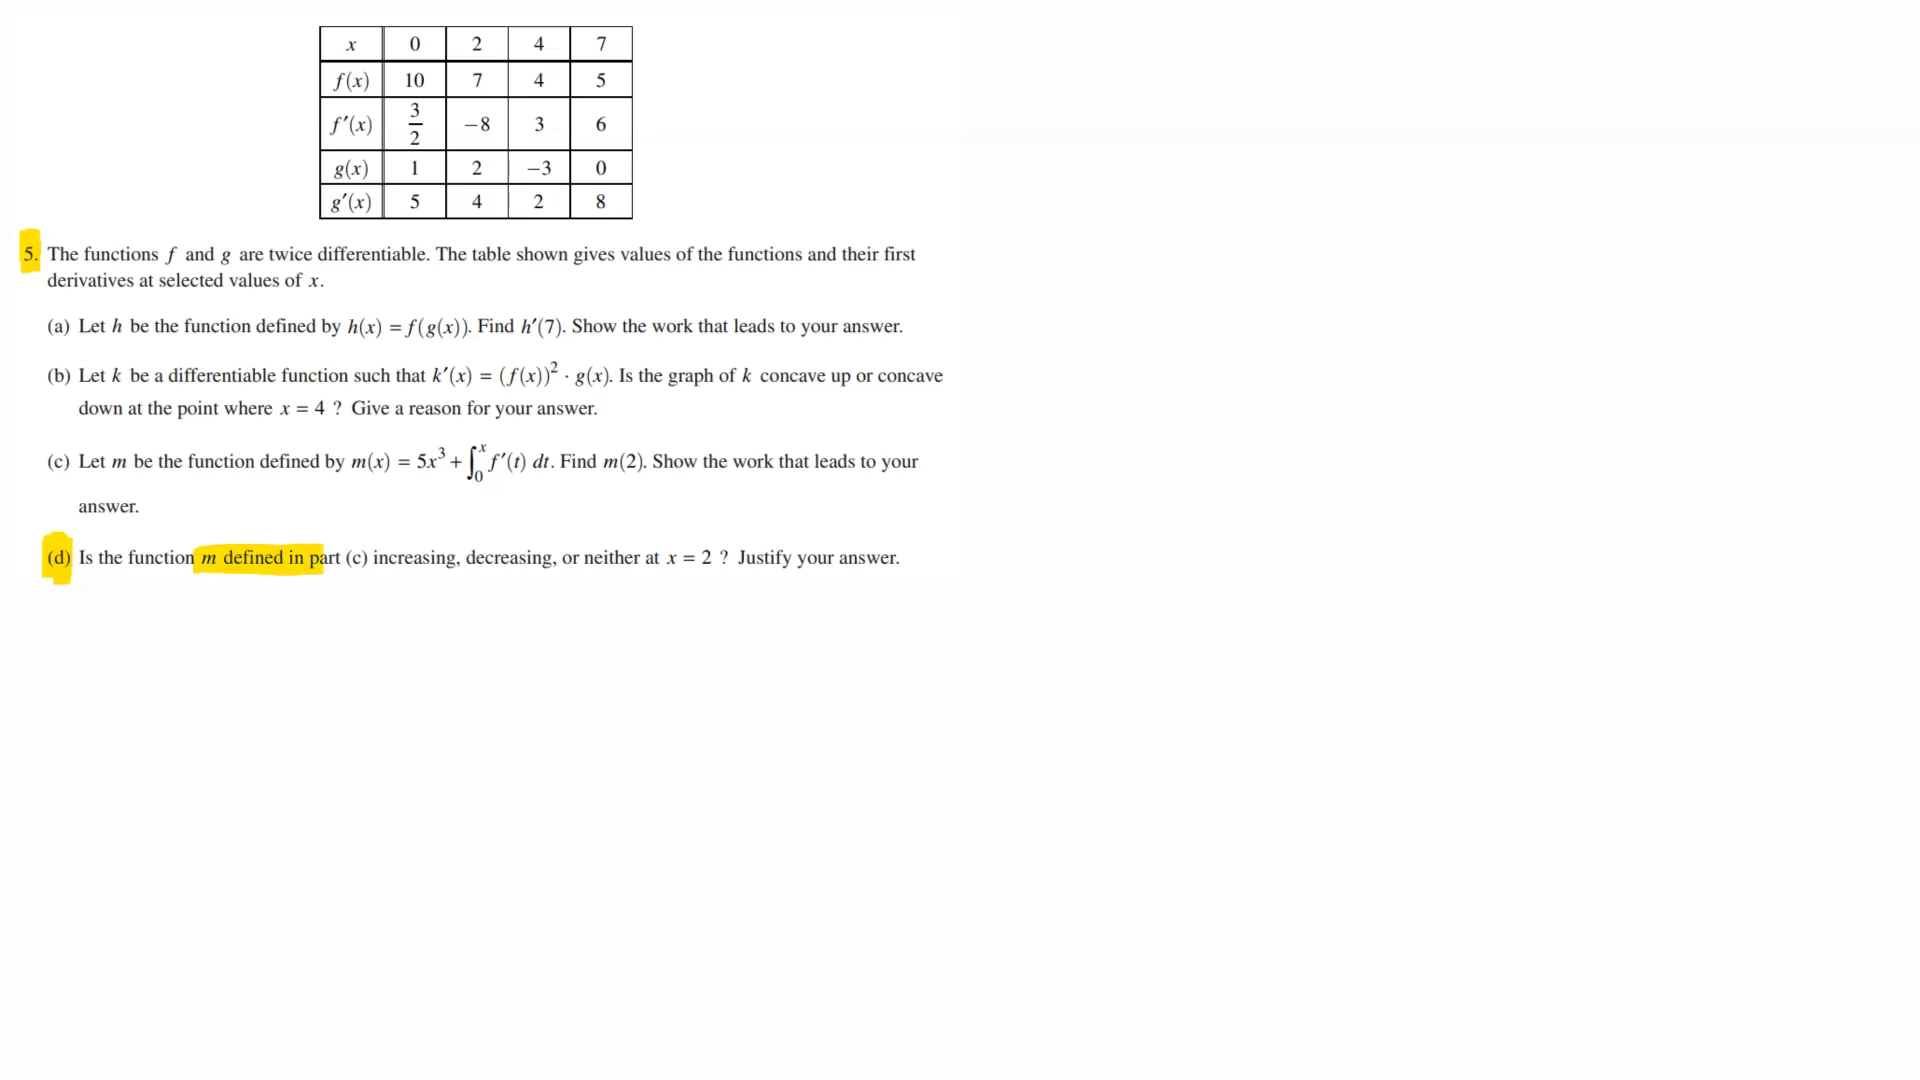 x 0 2 4 7
f(x) 10 7 4 5
f′(x) 3/2 −8 3 6
g(x) 1 2 −3 0
g′(x) 5 4 2 8
5. The functions f and g are twice differentiable. The table shown gives values of the functions and their first
derivatives at selected values of x.
(a) Let h be the function defined by h(x) = f(g(x)). Find h′(7). Show the work that leads to your answer.
(b) Let k be a differentiable function such that k′(x) = (f(x))² · g(x). Is the graph of k concave up or concave
down at the point where x = 4 ? Give a reason for your answer.
(c) Let m be the function defined by m(x) = 5x³ + ∫₀ˣ f′(t) dt. Find m(2). Show the work that leads to your
answer.
(d) Is the function m defined in part (c) increasing, decreasing, or neither at x = 2 ? Justify your answer.